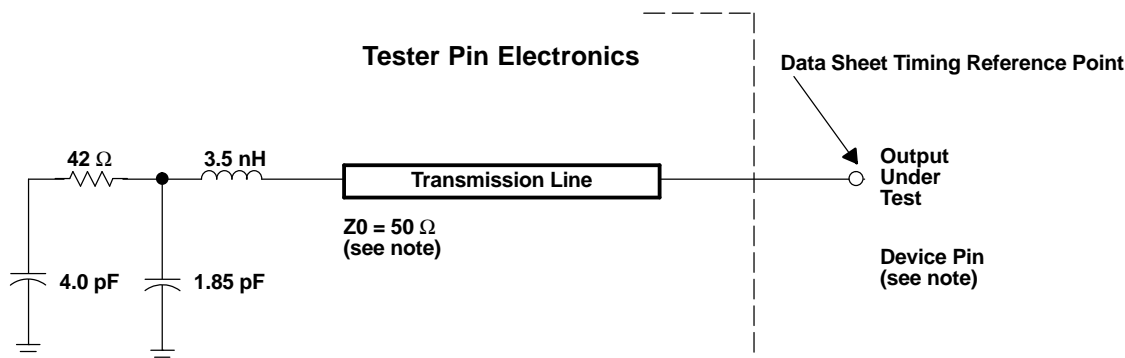 Tester Pin Electronics
Data Sheet Timing Reference Point
42 Ω
3.5 nH
Transmission Line
Output
Under
Test
Z0 = 50 Ω
(see note)
Device Pin
(see note)
4.0 pF
1.85 pF